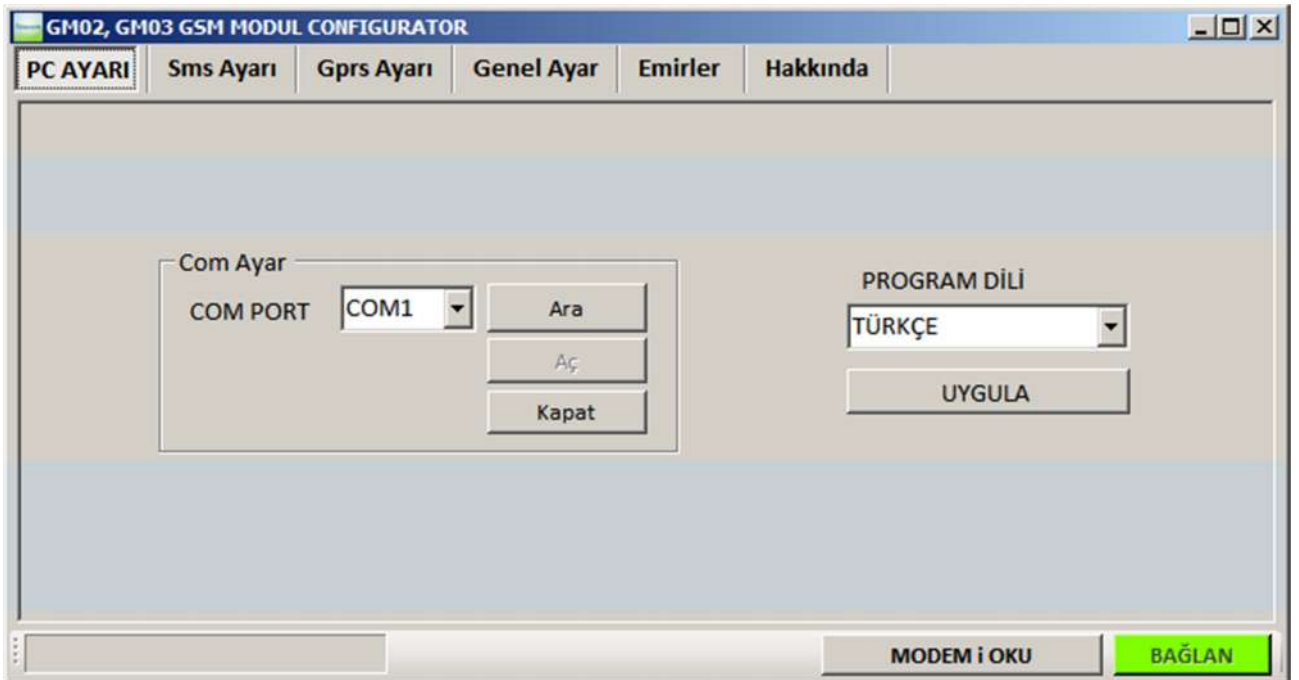 GM02, GM03 GSM MODUL CONFIGURATOR
PC AYARI Sms Ayarı Gprs Ayarı Genel Ayar Emirler Hakkında
Com Ayar
COM PORT COM1 Ara
Aç
Kapat
PROGRAM DİLİ
TÜRKÇE
UYGULA
MODEM i OKU BAĞLAN